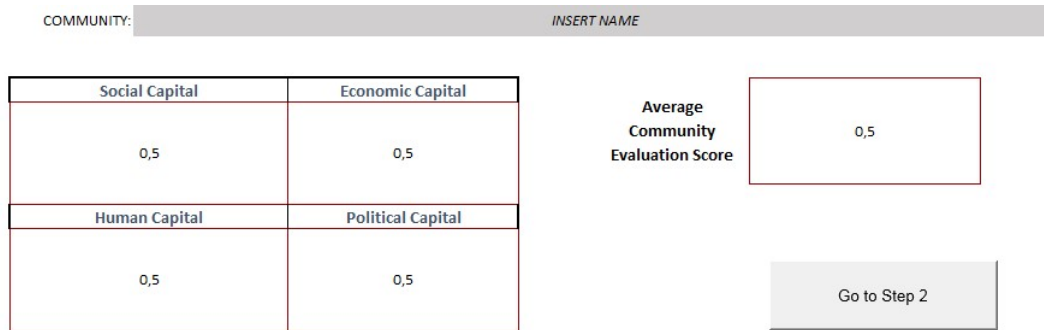 COMMUNITY: INSERT NAME
Social Capital Economic Capital
0,5 0,5
Human Capital Political Capital
0,5 0,5
Average
Community
Evaluation Score
0,5
Go to Step 2